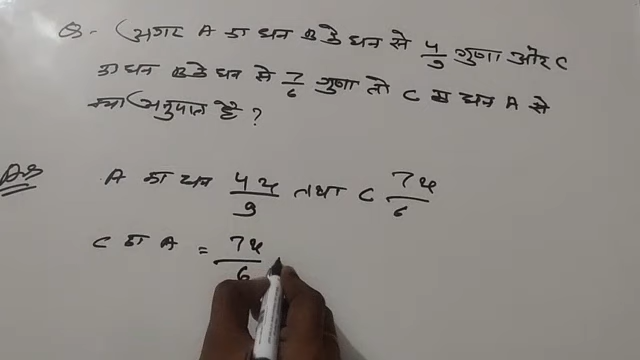 Q.- (अगर A का धन B के धन से 4/9 गुणा और C
का धन B के धन से 7/6 गुणा तो C का धन A से
क्या अनुपात है ?
Ans A का धन 4x/9 तथा C 7x/6
C का A = 7x/6